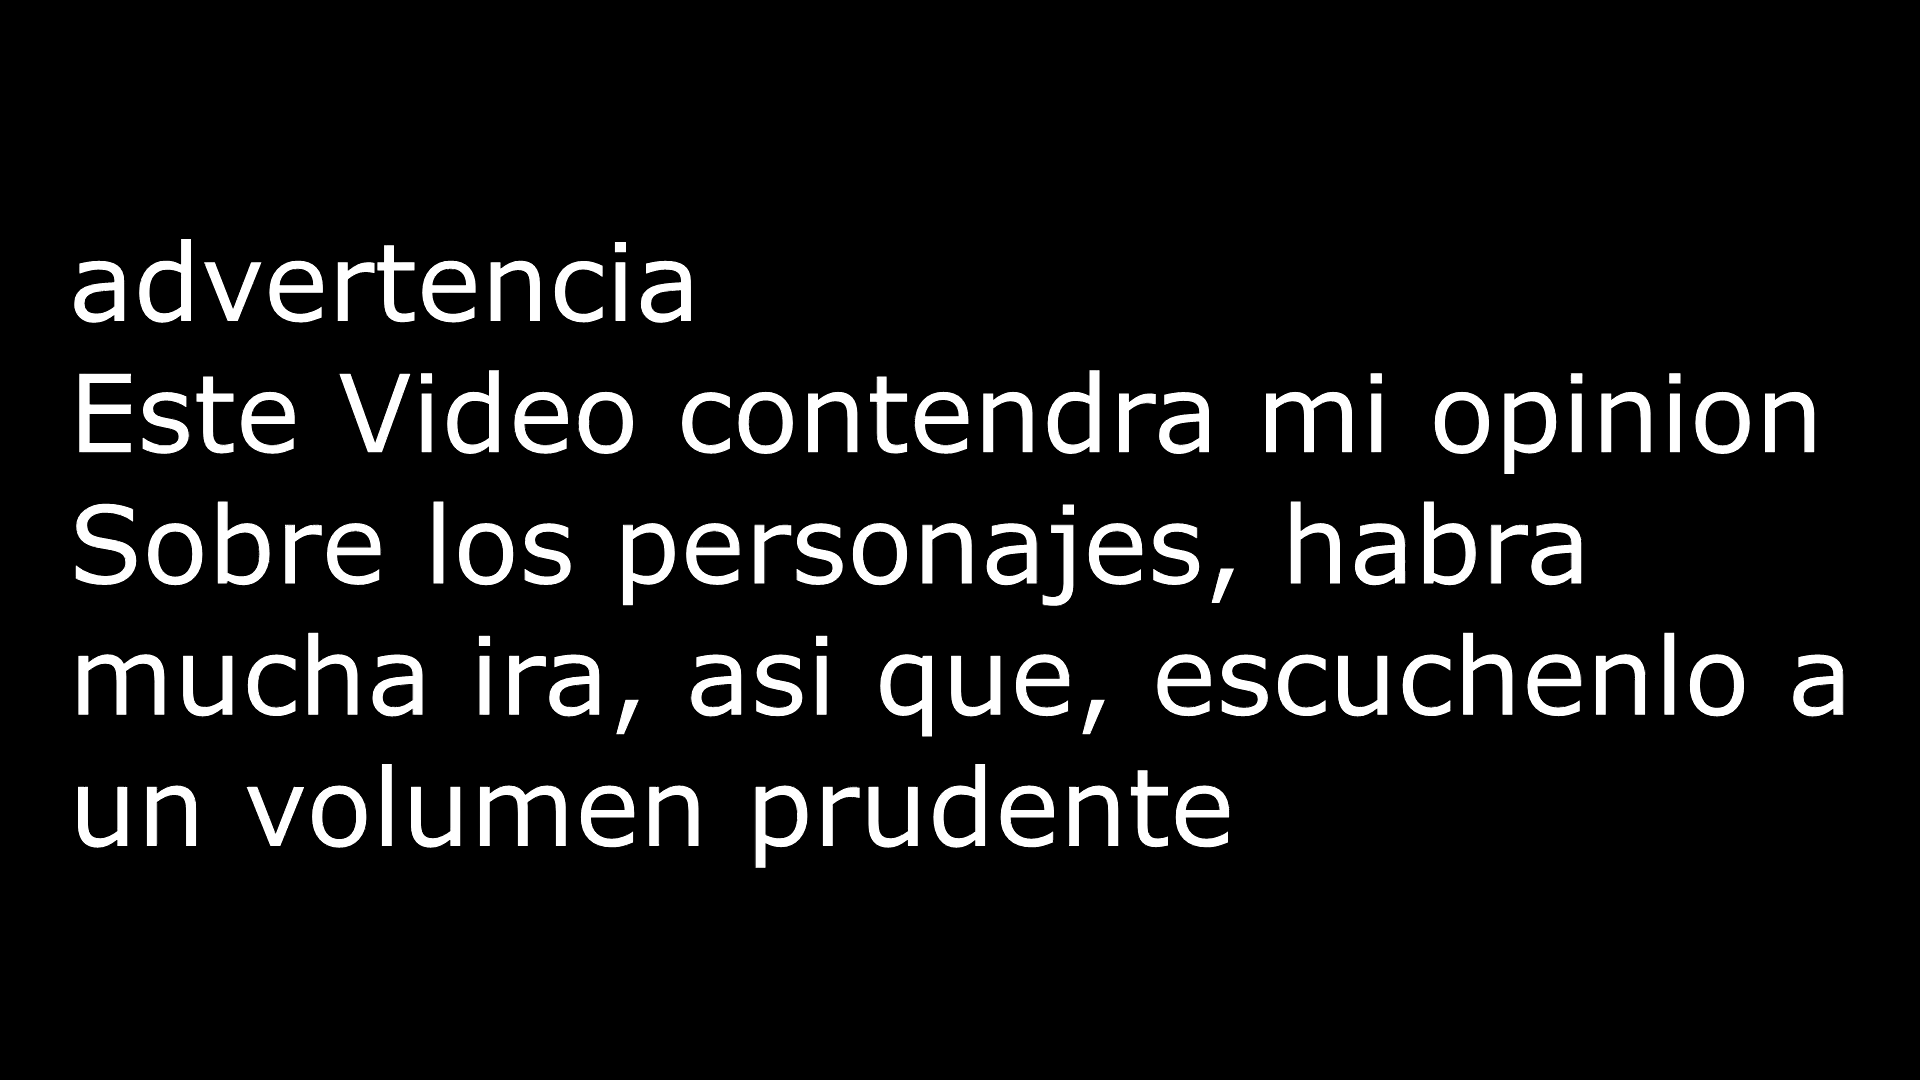 advertencia
Este Video contendra mi opinion
Sobre los personajes, habra
mucha ira, asi que, escuchenlo a
un volumen prudente